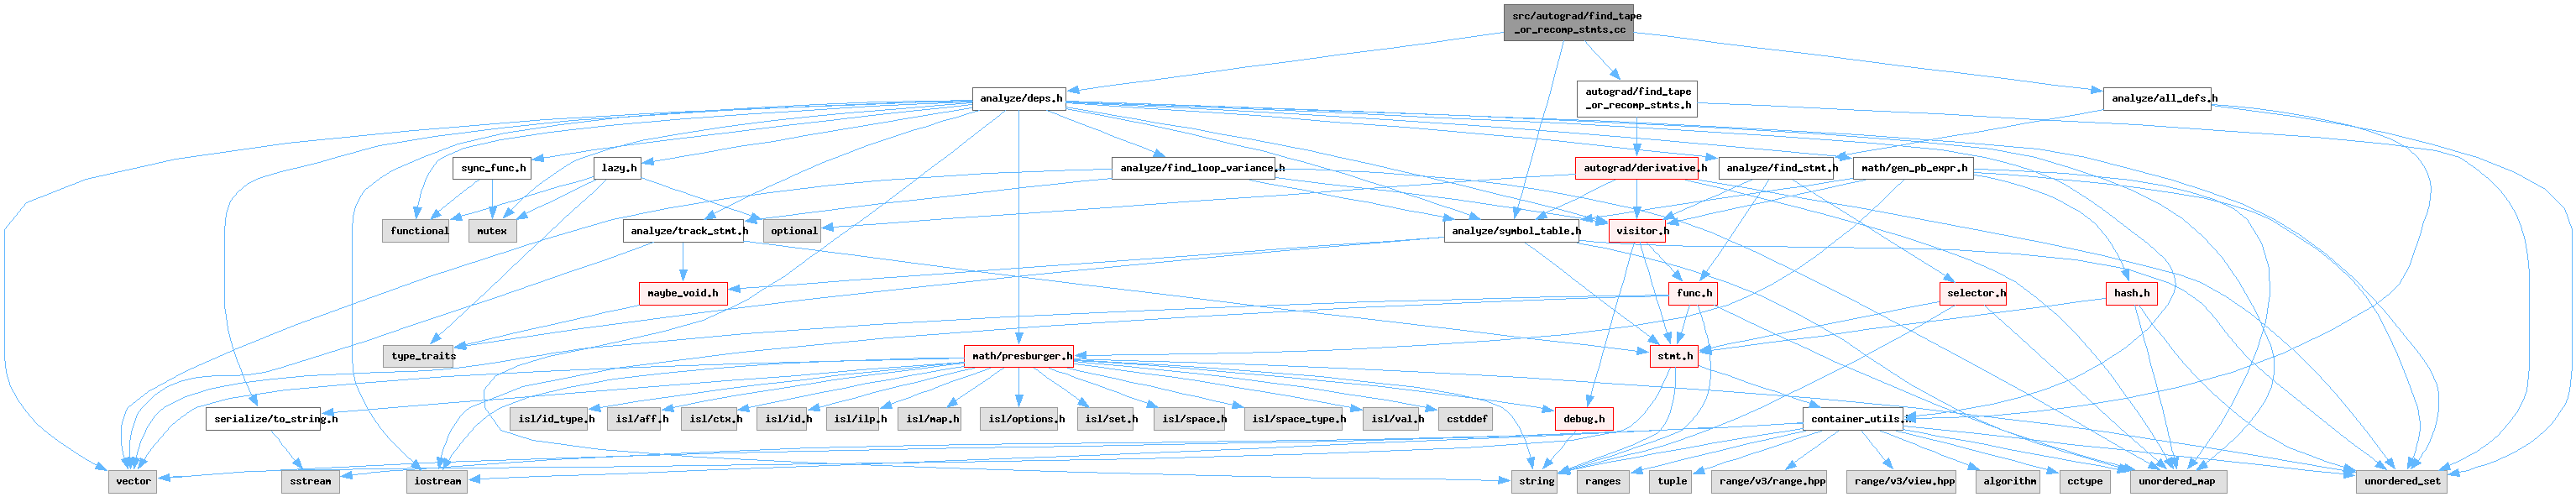 src/autograd/find_tape
_or_recomp_stmts.cc
analyze/deps.h
autograd/find_tape
_or_recomp_stmts.h
analyze/all_defs.h
sync_func.h
lazy.h
analyze/find_loop_variance.h
autograd/derivative.h
analyze/find_stmt.h
math/gen_pb_expr.h
functional
mutex
analyze/track_stmt.h
optional
analyze/symbol_table.h
visitor.h
maybe_void.h
func.h
selector.h
hash.h
type_traits
math/presburger.h
stmt.h
serialize/to_string.h
isl/id_type.h
isl/aff.h
isl/ctx.h
isl/id.h
isl/ilp.h
isl/map.h
isl/options.h
isl/set.h
isl/space.h
isl/space_type.h
isl/val.h
cstddef
debug.h
container_utils.h
vector
sstream
iostream
string
ranges
tuple
range/v3/range.hpp
range/v3/view.hpp
algorithm
cctype
unordered_map
unordered_set